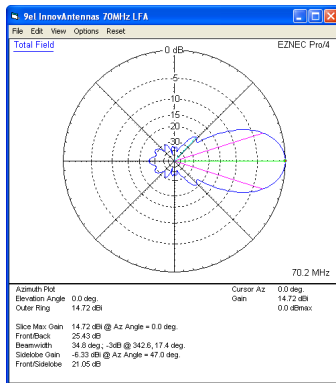 9el InnovAntennas 70MHz LFA
File Edit View Options Reset
Total Field
0 dB
EZNEC Pro/4
-5
-10
-15
-20
-30
70.2 MHz
Azimuth Plot
Elevation Angle 0.0 deg.
Outer Ring 14.72 dBi
Cursor Az 0.0 deg.
Gain 14.72 dBi
0.0 dBmax
Slice Max Gain 14.72 dBi @ Az Angle = 0.0 deg.
Front/Back 25.43 dB
Beamwidth 34.8 deg.; -3dB @ 342.6, 17.4 deg.
Sidelobe Gain -6.33 dBi @ Az Angle = 47.0 deg.
Front/Sidelobe 21.05 dB